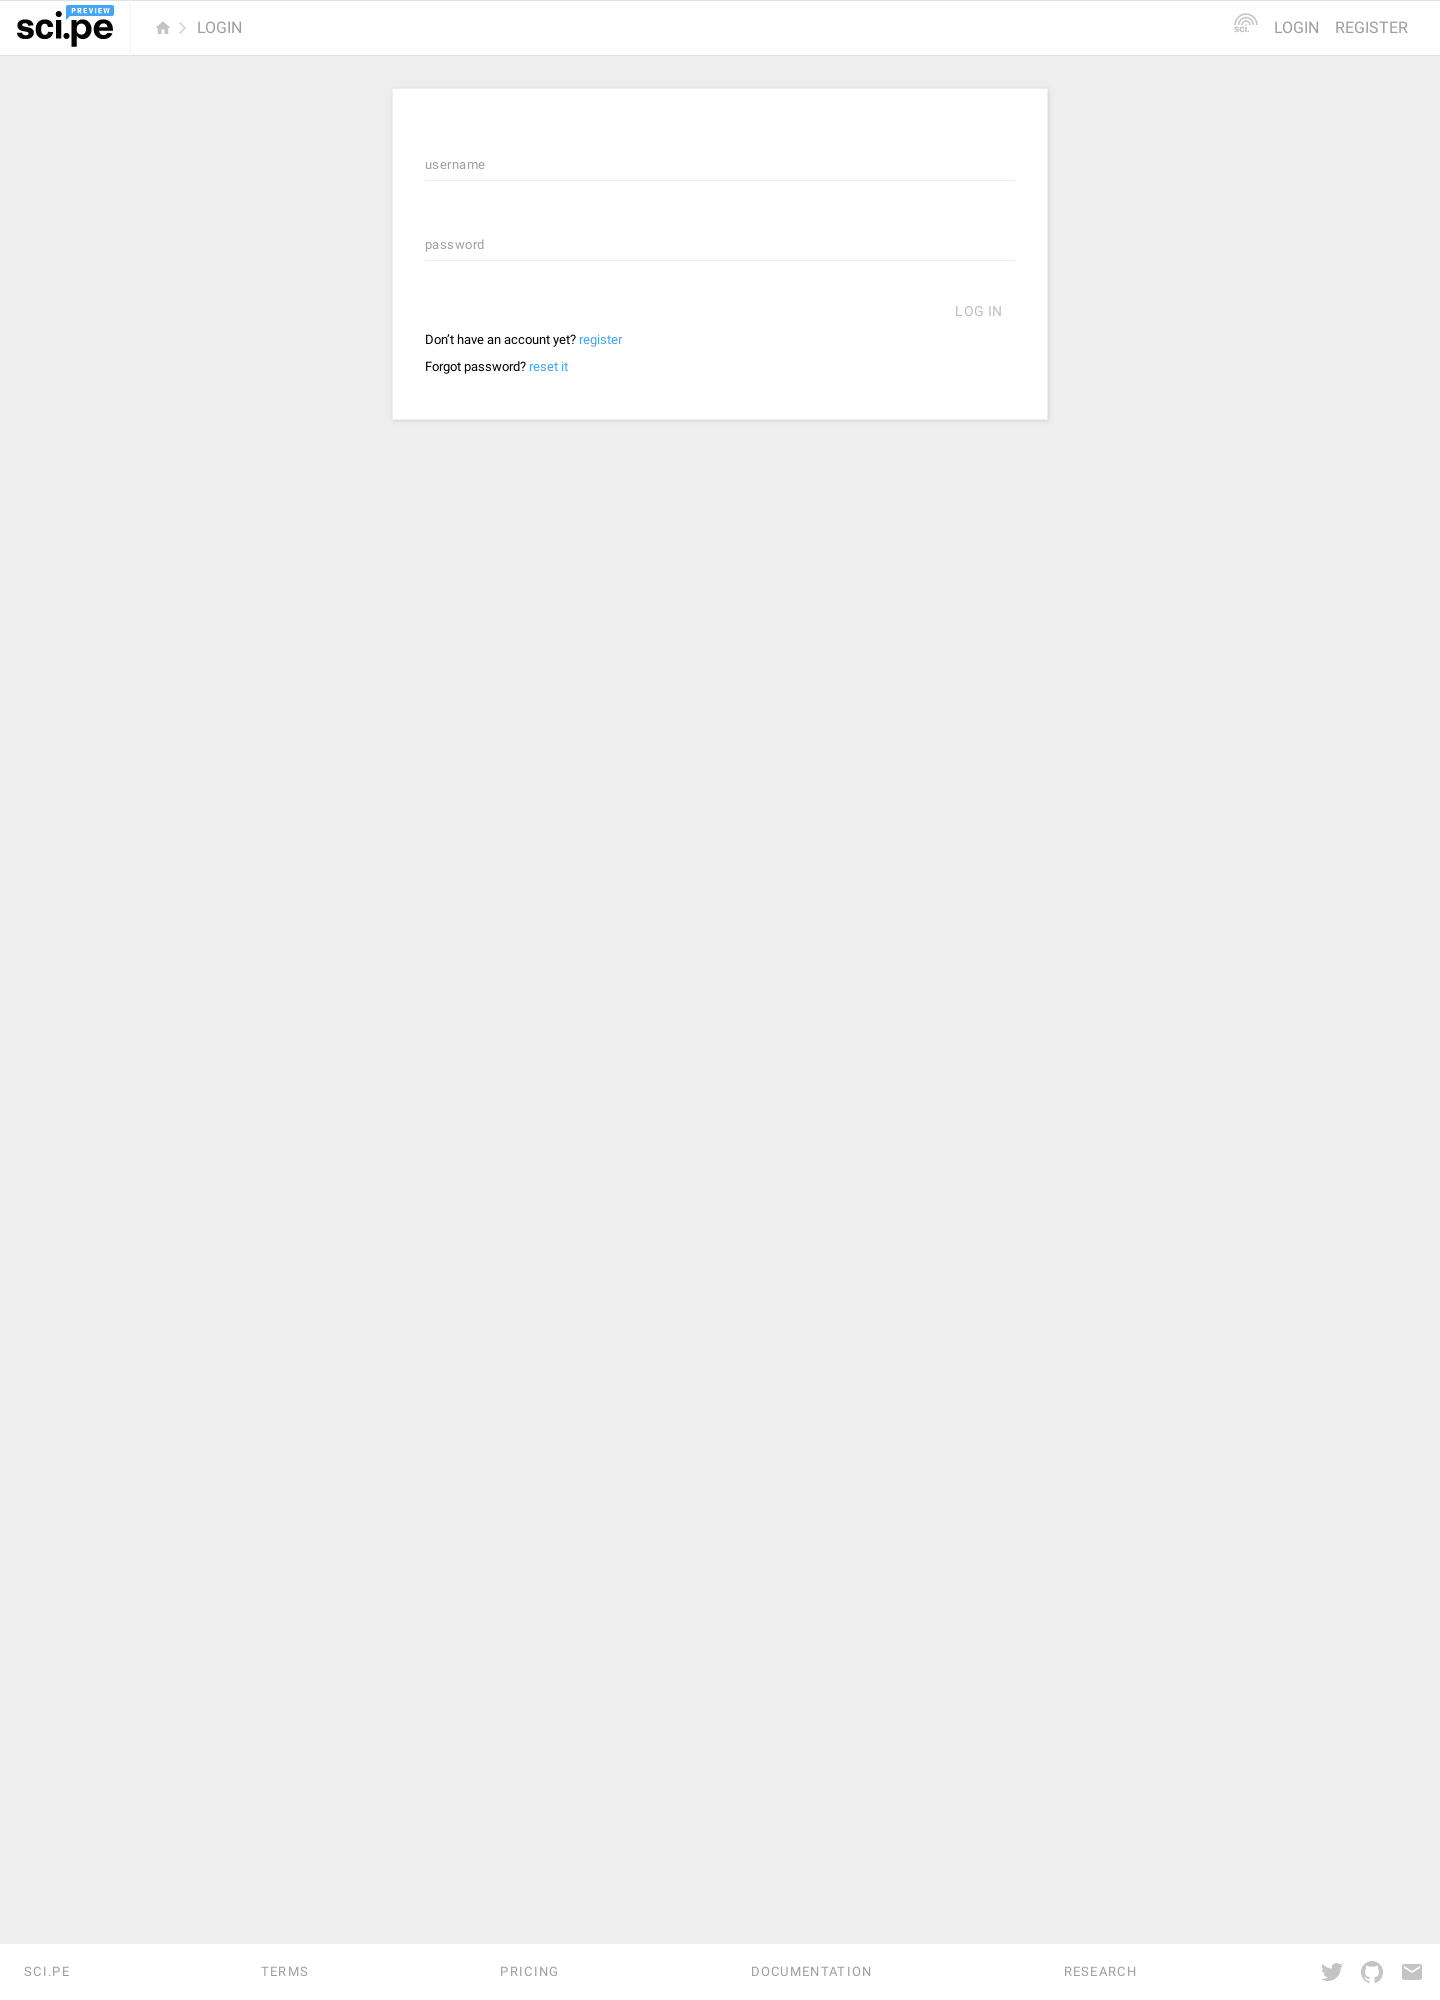 sci.pe PREVIEW LOGIN sci. LOGIN REGISTER
username
password
LOG IN
Don't have an account yet? register
Forgot password? reset it
SCI.PE TERMS PRICING DOCUMENTATION RESEARCH